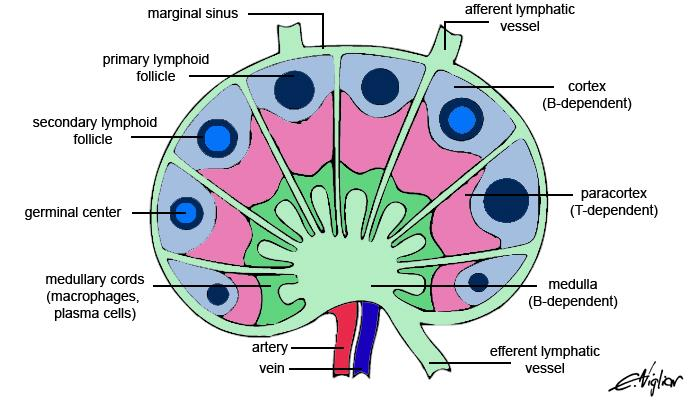 marginal sinus
afferent lymphatic
vessel
primary lymphoid
follicle
cortex
(B-dependent)
secondary lymphoid
follicle
paracortex
(T-dependent)
germinal center
medullary cords
(macrophages,
plasma cells)
medulla
(B-dependent)
artery
vein
efferent lymphatic
vessel